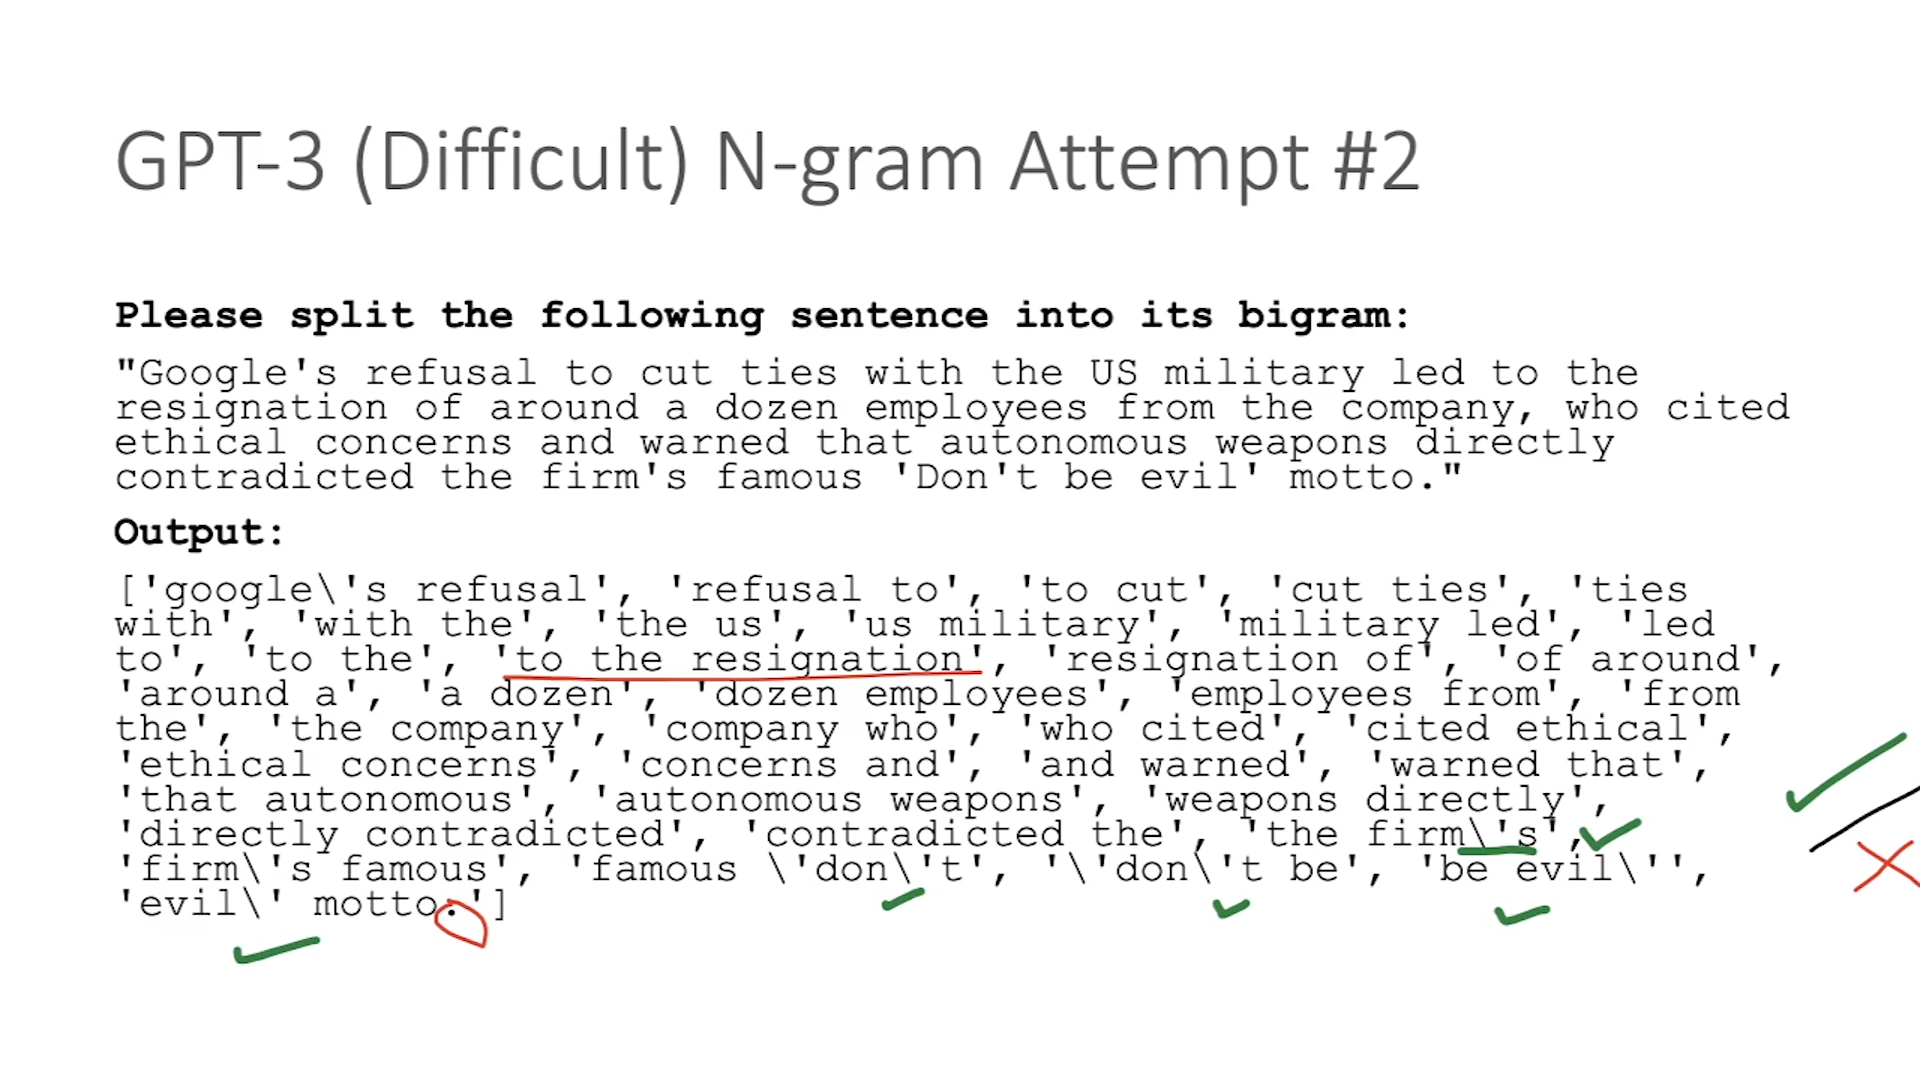 GPT-3 (Difficult) N-gram Attempt #2
Please split the following sentence into its bigram:
"Google's refusal to cut ties with the US military led to the
resignation of around a dozen employees from the company, who cited
ethical concerns and warned that autonomous weapons directly
contradicted the firm's famous 'Don't be evil' motto."
Output:
['google\'s refusal', 'refusal to', 'to cut', 'cut ties', 'ties
with', 'with the', 'the us', 'us military', 'military led', 'led
to', 'to the', 'to the resignation', 'resignation of', 'of around',
'around a', 'a dozen', 'dozen employees', 'employees from', 'from
the', 'the company', 'company who', 'who cited', 'cited ethical',
'ethical concerns', 'concerns and', 'and warned', 'warned that',
'that autonomous', 'autonomous weapons', 'weapons directly',
'directly contradicted', 'contradicted the', 'the firm\'s',
'firm\'s famous', 'famous \'don\'t', '\'don\'t be', 'be evil\'',
'evil\' motto.']